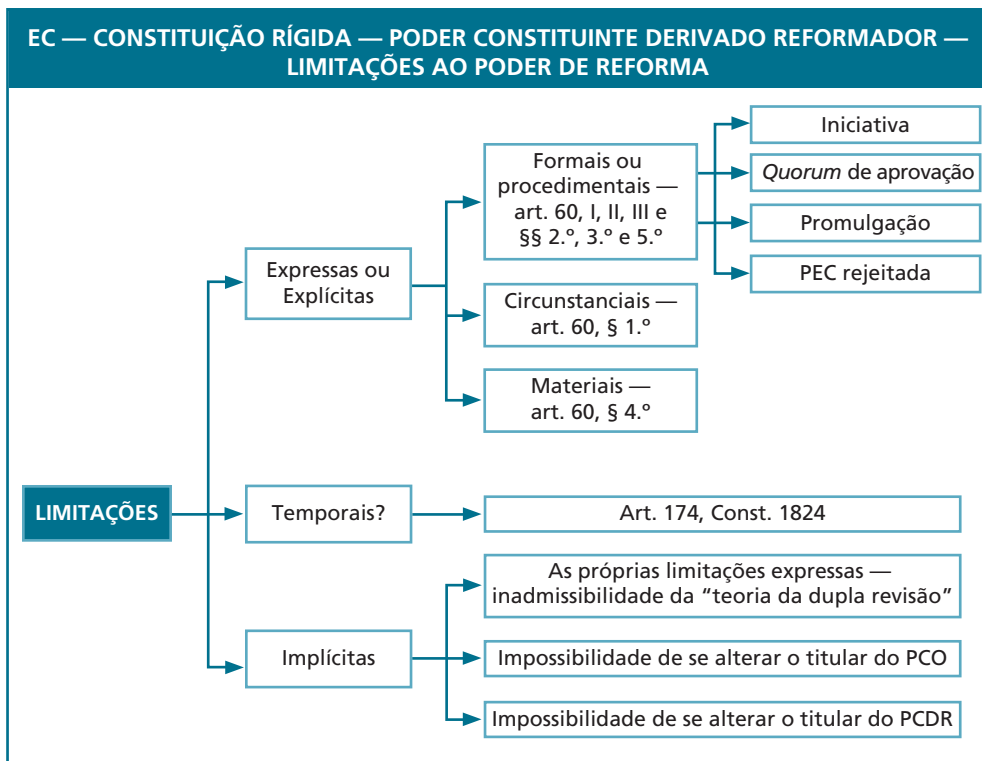 EC — CONSTITUIÇÃO RÍGIDA — PODER CONSTITUINTE DERIVADO REFORMADOR —
LIMITAÇÕES AO PODER DE REFORMA
LIMITAÇÕES
Expressas ou
Explícitas
Formais ou
procedimentais —
art. 60, I, II, III e
§§ 2.º, 3.º e 5.º
Iniciativa
Quorum de aprovação
Promulgação
PEC rejeitada
Circunstanciais —
art. 60, § 1.º
Materiais —
art. 60, § 4.º
Temporais?
Art. 174, Const. 1824
Implícitas
As próprias limitações expressas —
inadmissibilidade da “teoria da dupla revisão”
Impossibilidade de se alterar o titular do PCO
Impossibilidade de se alterar o titular do PCDR